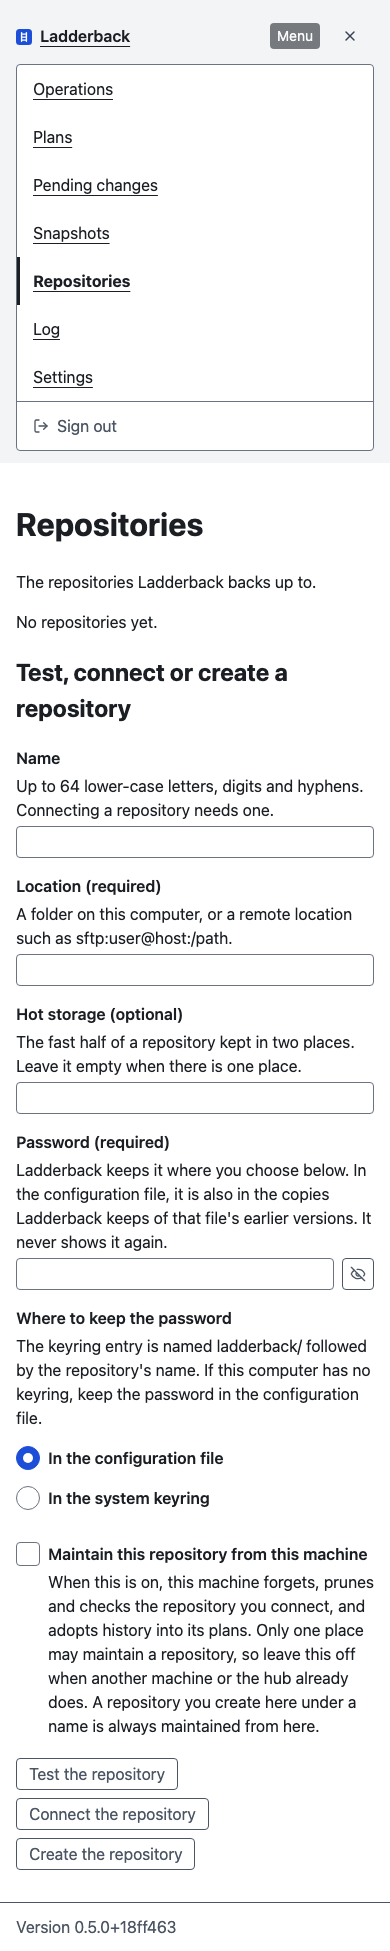 Ladderback
Menu
Operations
Plans
Pending changes
Snapshots
Repositories
Log
Settings
Sign out
Repositories
The repositories Ladderback backs up to.
No repositories yet.
Test, connect or create a
repository
Name
Up to 64 lower-case letters, digits and hyphens.
Connecting a repository needs one.
Location (required)
A folder on this computer, or a remote location
such as sftp:user@host:/path.
Hot storage (optional)
The fast half of a repository kept in two places.
Leave it empty when there is one place.
Password (required)
Ladderback keeps it where you choose below. In
the configuration file, it is also in the copies
Ladderback keeps of that file's earlier versions. It
never shows it again.
Where to keep the password
The keyring entry is named ladderback/ followed
by the repository's name. If this computer has no
keyring, keep the password in the configuration
file.
In the configuration file
In the system keyring
Maintain this repository from this machine
When this is on, this machine forgets, prunes
and checks the repository you connect, and
adopts history into its plans. Only one place
may maintain a repository, so leave this off
when another machine or the hub already
does. A repository you create here under a
name is always maintained from here.
Test the repository
Connect the repository
Create the repository
Version 0.5.0+18ff463